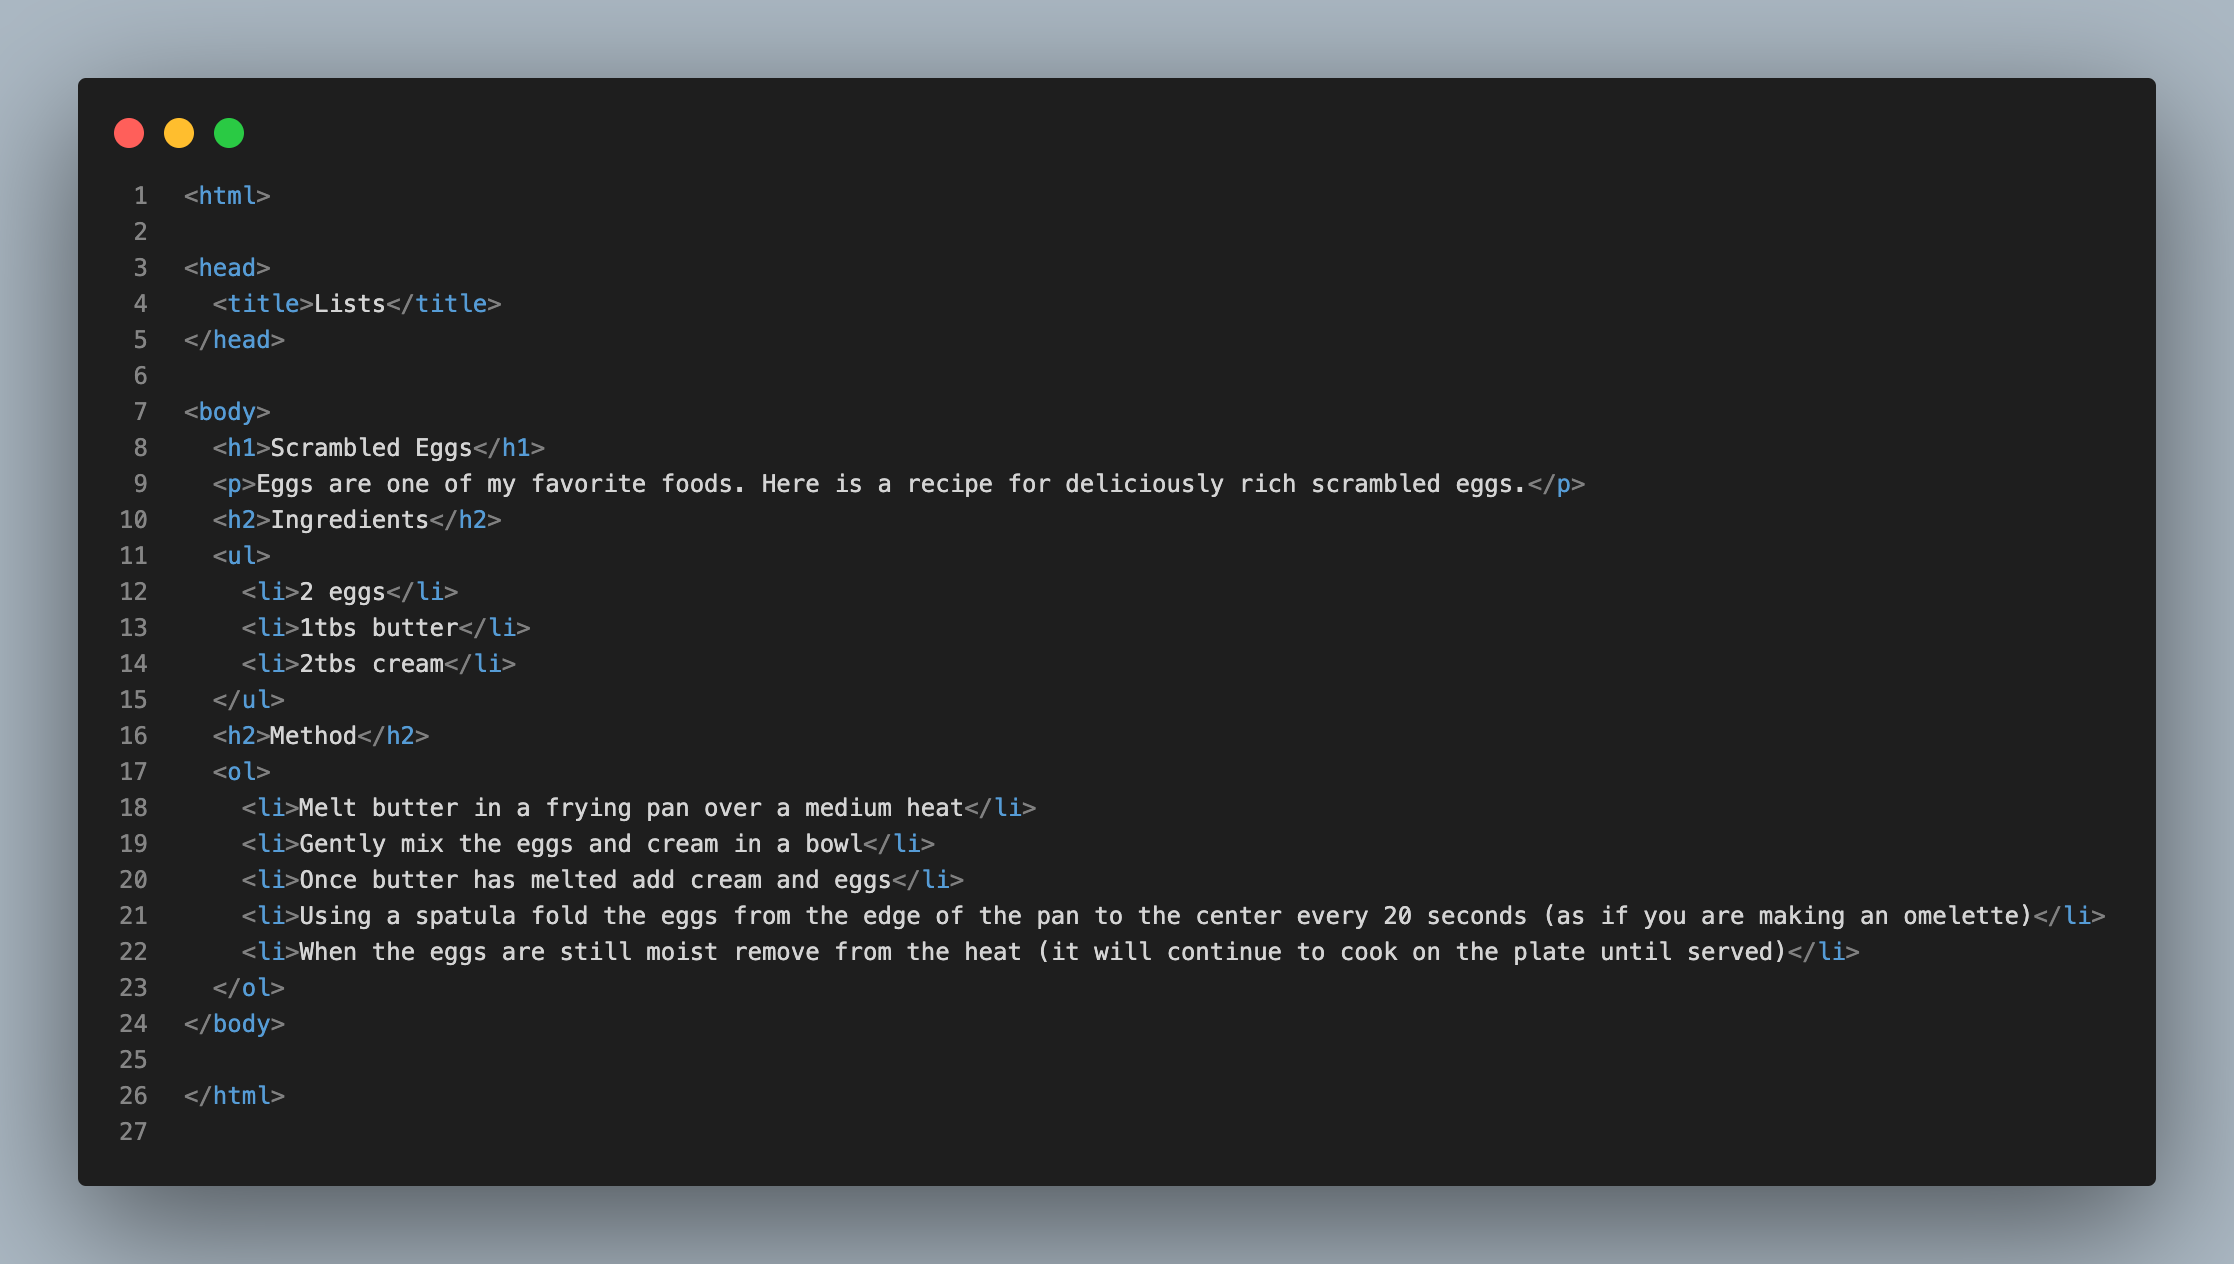 1 <html>
2
3 <head>
4   <title>Lists</title>
5 </head>
6
7 <body>
8   <h1>Scrambled Eggs</h1>
9   <p>Eggs are one of my favorite foods. Here is a recipe for deliciously rich scrambled eggs.</p>
10   <h2>Ingredients</h2>
11   <ul>
12     <li>2 eggs</li>
13     <li>1tbs butter</li>
14     <li>2tbs cream</li>
15   </ul>
16   <h2>Method</h2>
17   <ol>
18     <li>Melt butter in a frying pan over a medium heat</li>
19     <li>Gently mix the eggs and cream in a bowl</li>
20     <li>Once butter has melted add cream and eggs</li>
21     <li>Using a spatula fold the eggs from the edge of the pan to the center every 20 seconds (as if you are making an omelette)</li>
22     <li>When the eggs are still moist remove from the heat (it will continue to cook on the plate until served)</li>
23   </ol>
24 </body>
25
26 </html>
27